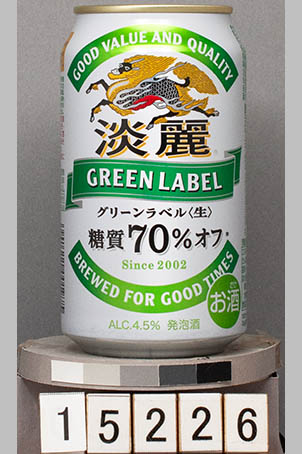 GOOD VALUE AND QUALITY
淡麗
GREEN LABEL
グリーンラベル〈生〉
糖質70%オフ*
Since 2002
BREWED FOR GOOD TIMES
お酒
ALC.4.5% 発泡酒
15226